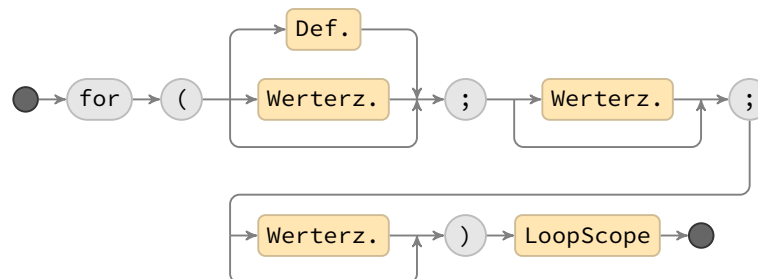 Def.
for ( Werterz. ; Werterz. ;
Werterz. ) LoopScope